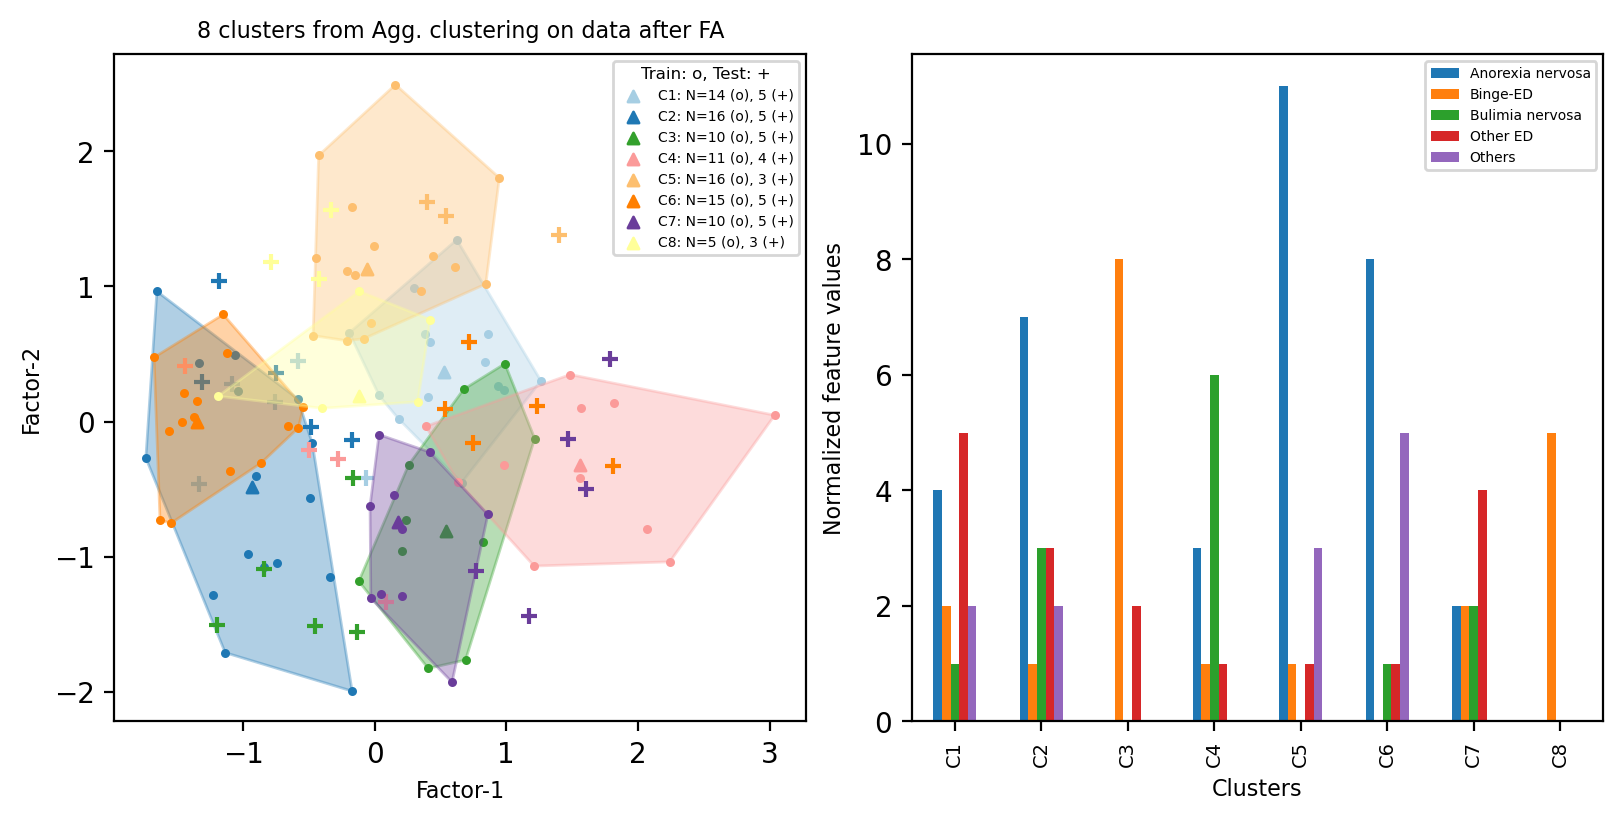 8 clusters from Agg. clustering on data after FA
Train: o, Test: +
C1: N=14 (o), 5 (+)
C2: N=16 (o), 5 (+)
C3: N=10 (o), 5 (+)
C4: N=11 (o), 4 (+)
C5: N=16 (o), 3 (+)
C6: N=15 (o), 5 (+)
C7: N=10 (o), 5 (+)
C8: N=5 (o), 3 (+)
Factor-2
2
1
0
−1
−2
−1
0
1
2
3
Factor-1
Anorexia nervosa
Binge-ED
Bulimia nervosa
Other ED
Others
Normalized feature values
10
8
6
4
2
0
C1
C2
C3
C4
C5
C6
C7
C8
Clusters